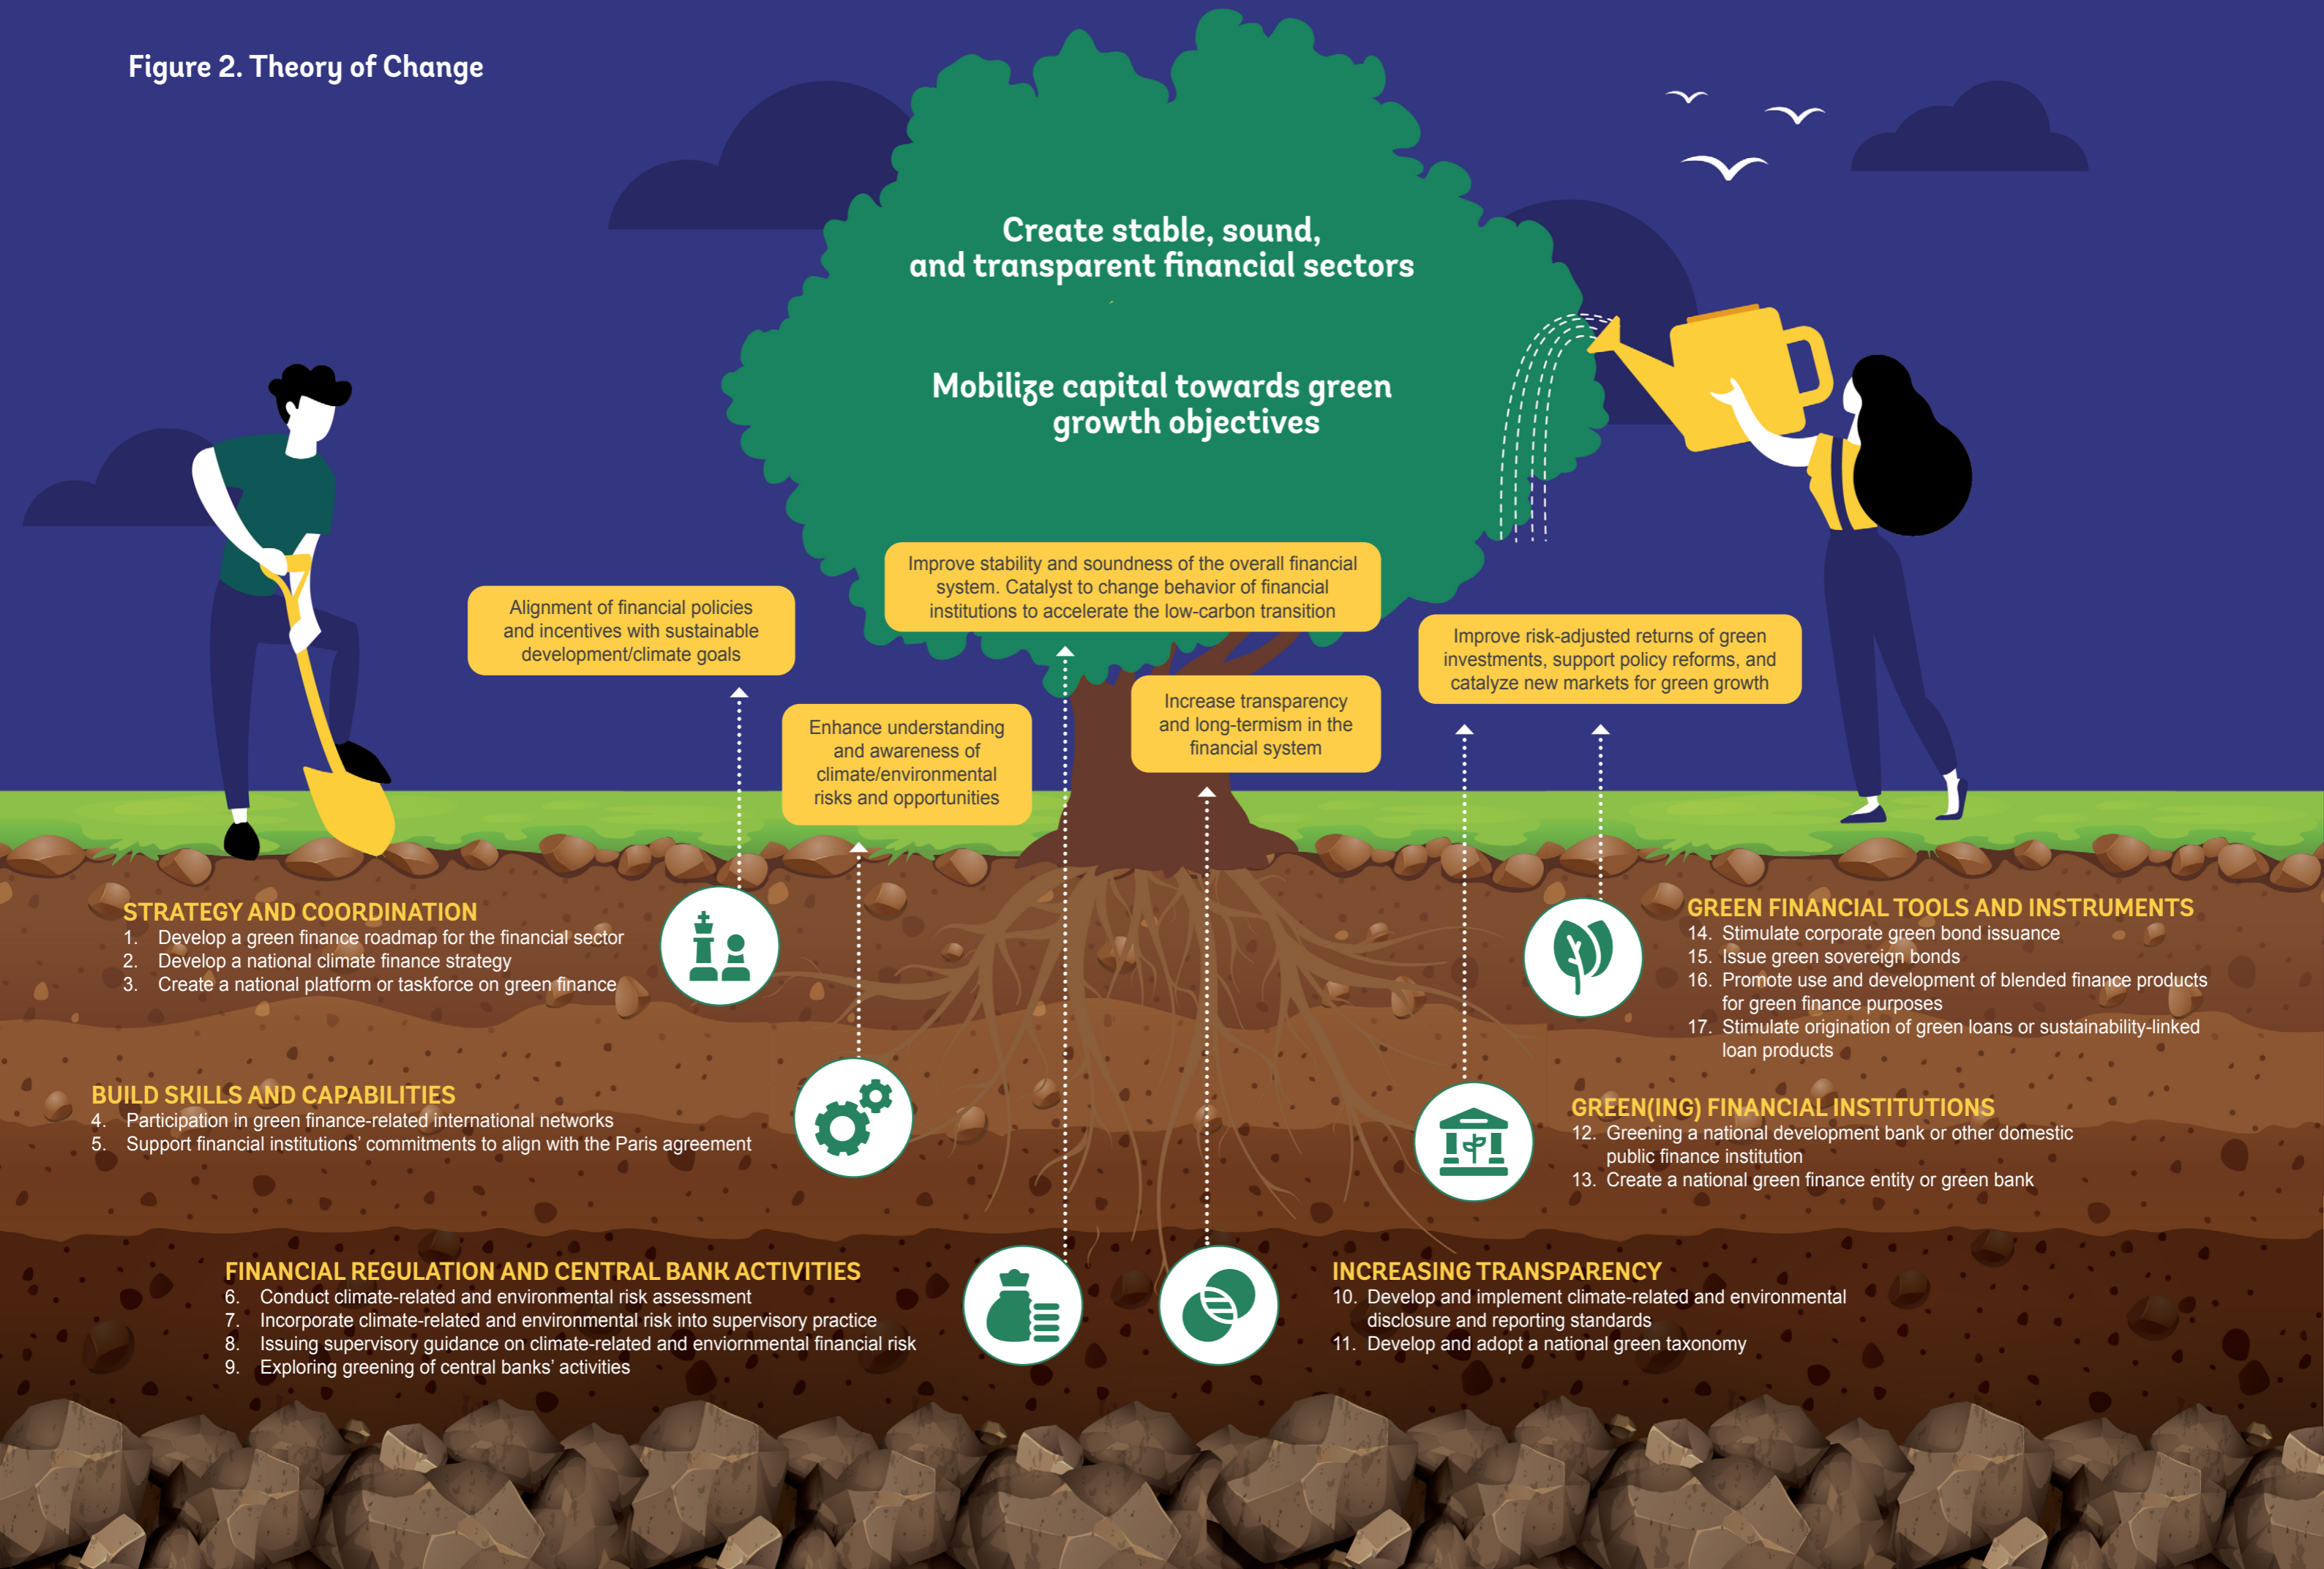 Figure 2. Theory of Change
Create stable, sound,
and transparent financial sectors
Mobilize capital towards green
growth objectives
Improve stability and soundness of the overall financial
system. Catalyst to change behavior of financial
institutions to accelerate the low-carbon transition
Alignment of financial policies
and incentives with sustainable
development/climate goals
Improve risk-adjusted returns of green
investments, support policy reforms, and
catalyze new markets for green growth
Enhance understanding
and awareness of
climate/environmental
risks and opportunities
Increase transparency
and long-termism in the
financial system
STRATEGY AND COORDINATION
1. Develop a green finance roadmap for the financial sector
2. Develop a national climate finance strategy
3. Create a national platform or taskforce on green finance
BUILD SKILLS AND CAPABILITIES
4. Participation in green finance-related international networks
5. Support financial institutions’ commitments to align with the Paris agreement
FINANCIAL REGULATION AND CENTRAL BANK ACTIVITIES
6. Conduct climate-related and environmental risk assessment
7. Incorporate climate-related and environmental risk into supervisory practice
8. Issuing supervisory guidance on climate-related and enviornmental financial risk
9. Exploring greening of central banks’ activities
INCREASING TRANSPARENCY
10. Develop and implement climate-related and environmental
disclosure and reporting standards
11. Develop and adopt a national green taxonomy
GREEN(ING) FINANCIAL INSTITUTIONS
12. Greening a national development bank or other domestic
public finance institution
13. Create a national green finance entity or green bank
GREEN FINANCIAL TOOLS AND INSTRUMENTS
14. Stimulate corporate green bond issuance
15. Issue green sovereign bonds
16. Promote use and development of blended finance products
for green finance purposes
17. Stimulate origination of green loans or sustainability-linked
loan products